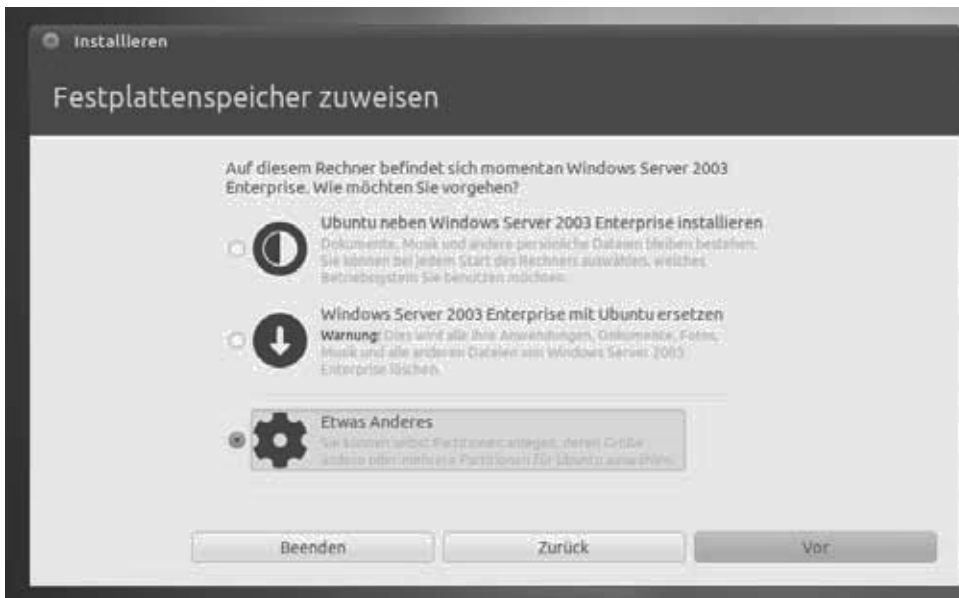 Installieren
Festplattenspeicher zuweisen
Auf diesem Rechner befindet sich momentan Windows Server 2003
Enterprise. Wie möchten Sie vorgehen?
Ubuntu neben Windows Server 2003 Enterprise installieren
Dokumente, Musik und andere persönliche Dateien bleiben bestehen.
Sie können bei jedem Start des Rechners auswählen, welches
Betriebssystem Sie benutzen möchten.
Windows Server 2003 Enterprise mit Ubuntu ersetzen
Warnung: Dies wird alle Ihre Anwendungen, Dokumente, Fotos,
Musik und alle anderen Dateien von Windows Server 2003
Enterprise löschen.
Etwas Anderes
Sie können selbst Partitionen anlegen, deren Größe
ändern oder mehrere Partitionen für Ubuntu auswählen.
Beenden
Zurück
Vor